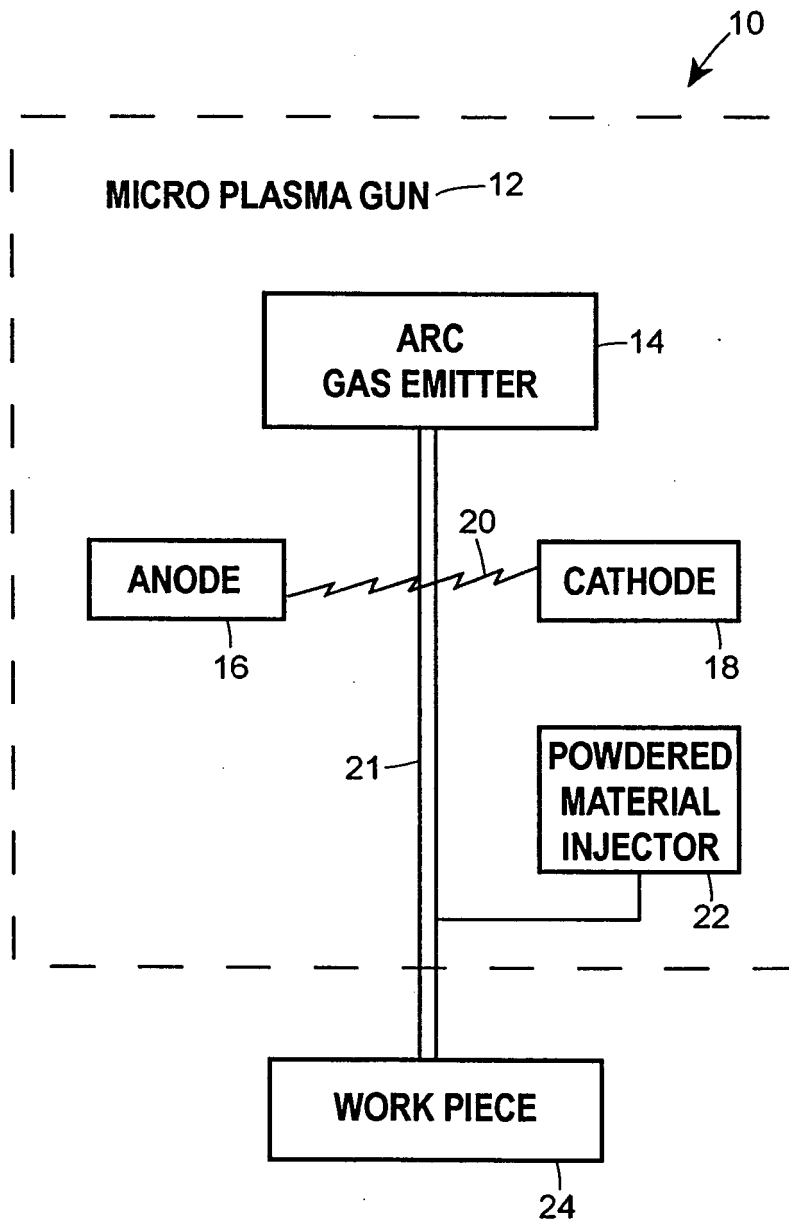 10
MICRO PLASMA GUN 12
ARC
GAS EMITTER
14
20
ANODE
CATHODE
16
18
21
POWDERED
MATERIAL
INJECTOR
22
WORK PIECE
24